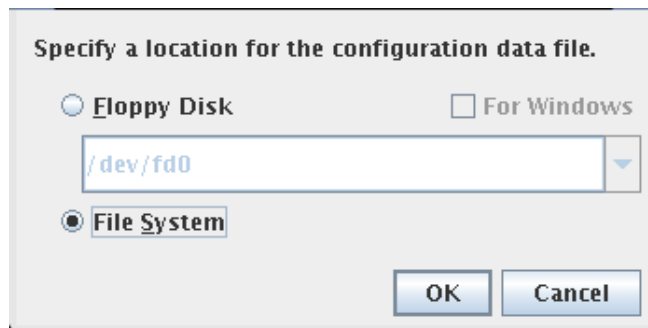 Specify a location for the configuration data file.
Floppy Disk For Windows
/dev/fd0
File System
OK Cancel